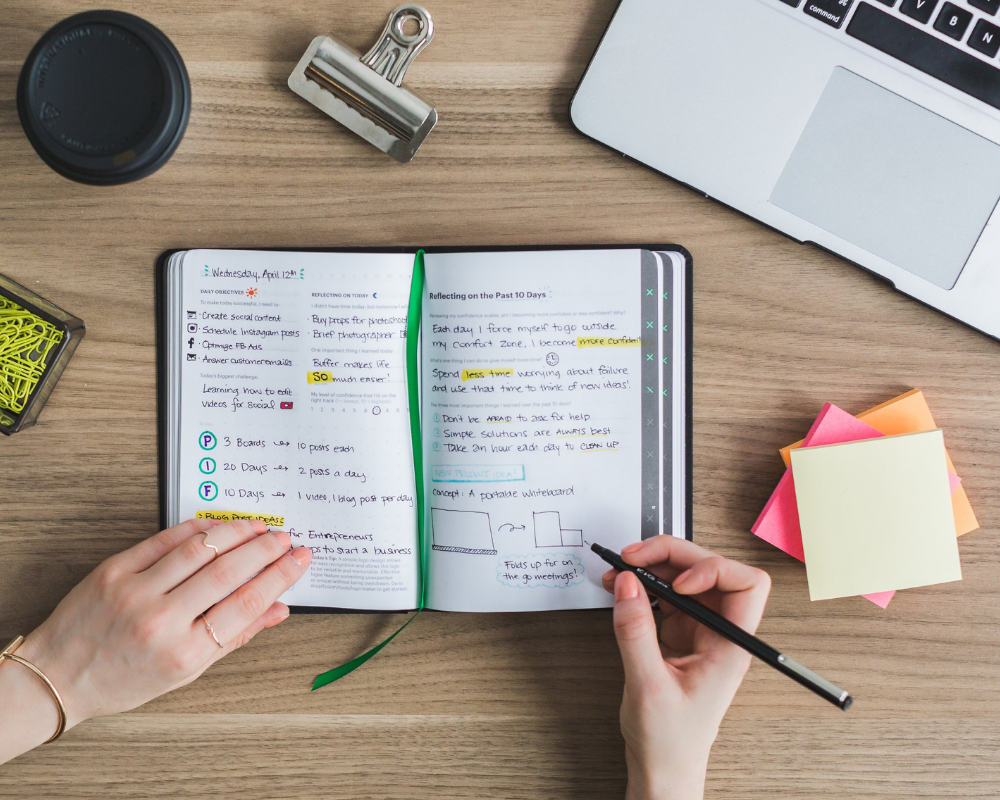 Wednesday, April 12th
DAILY OBJECTIVES
To make today successful, I need to:
· Create social content
· Schedule Instagram posts
f · Optimize FB Ads
· Answer customer emails
Today's biggest challenge:
Learning how to edit
videos for social
REFLECTING ON TODAY
I didn't have time today, but tomorrow I
· Buy props for photoshoot
· Brief photographer
One important thing I learned today:
Buffer makes life
SO much easier!
My level of confidence that I'm on the
right track
1 2 3 4 5 6 7 8
P 3 Boards → 10 posts each
I 20 Days → 2 posts a day
F 10 Days → 1 video, 1 blog post per day
> BLOG POST IDEAS
for Entrepreneurs
ps to start a business
Reflecting on the Past 10 Days
Reviewing my confidence scales, am I becoming more confident or less confident? Why?
Each day I force myself to go outside
my comfort zone, I become more confident
What's one thing I can do to give myself more time?
Spend less time worrying about failure
and use that time to think of new ideas!
The three most important things I learned over the past 10 days:
1 Don't be AFRAID to ask for help
2 Simple solutions are ALWAYS best
3 Take an hour each day to CLEAN UP
NEW PRODUCT IDEA!
Concept: A portable whiteboard
Folds up for on
the go meetings!
command
V
B
N